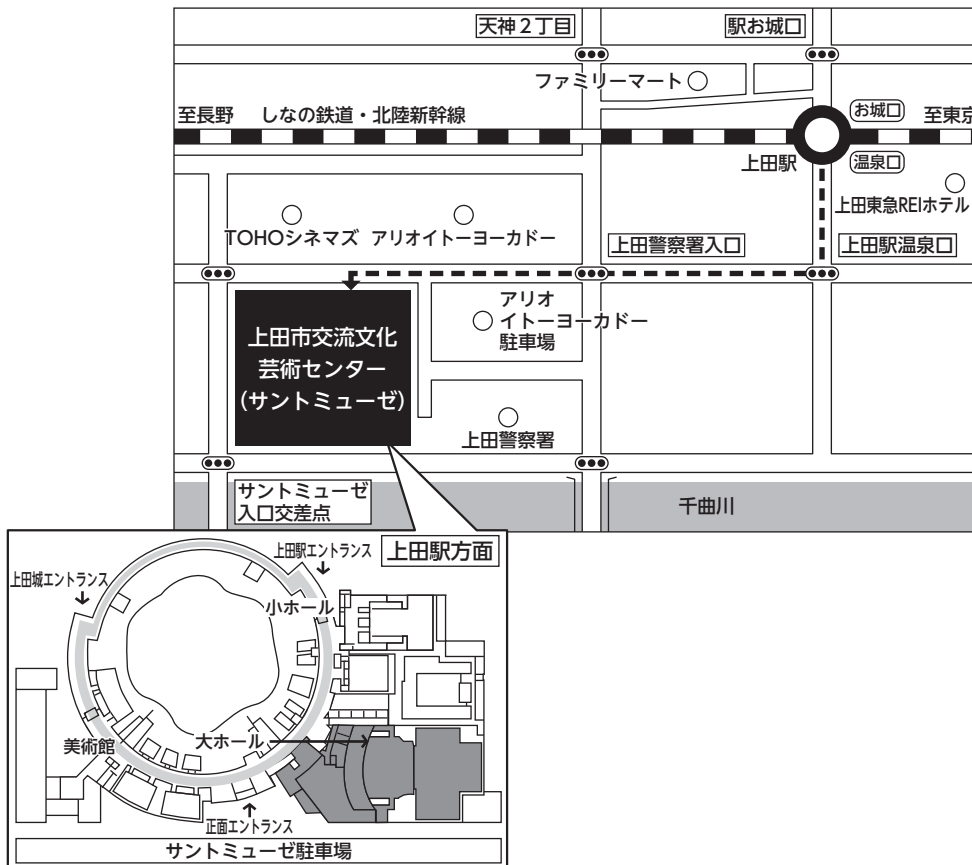 天神２丁目
駅お城口
ファミリーマート
至長野
しなの鉄道・北陸新幹線
お城口
至東京
上田駅
温泉口
上田東急REIホテル
TOHOシネマズ
アリオイトーヨーカドー
上田警察署入口
上田駅温泉口
アリオ
イトーヨーカドー
駐車場
上田市交流文化
芸術センター
（サントミューゼ）
上田警察署
サントミューゼ
入口交差点
千曲川
上田駅方面
上田駅エントランス
上田城エントランス
小ホール
美術館
大ホール
正面エントランス
サントミューゼ駐車場